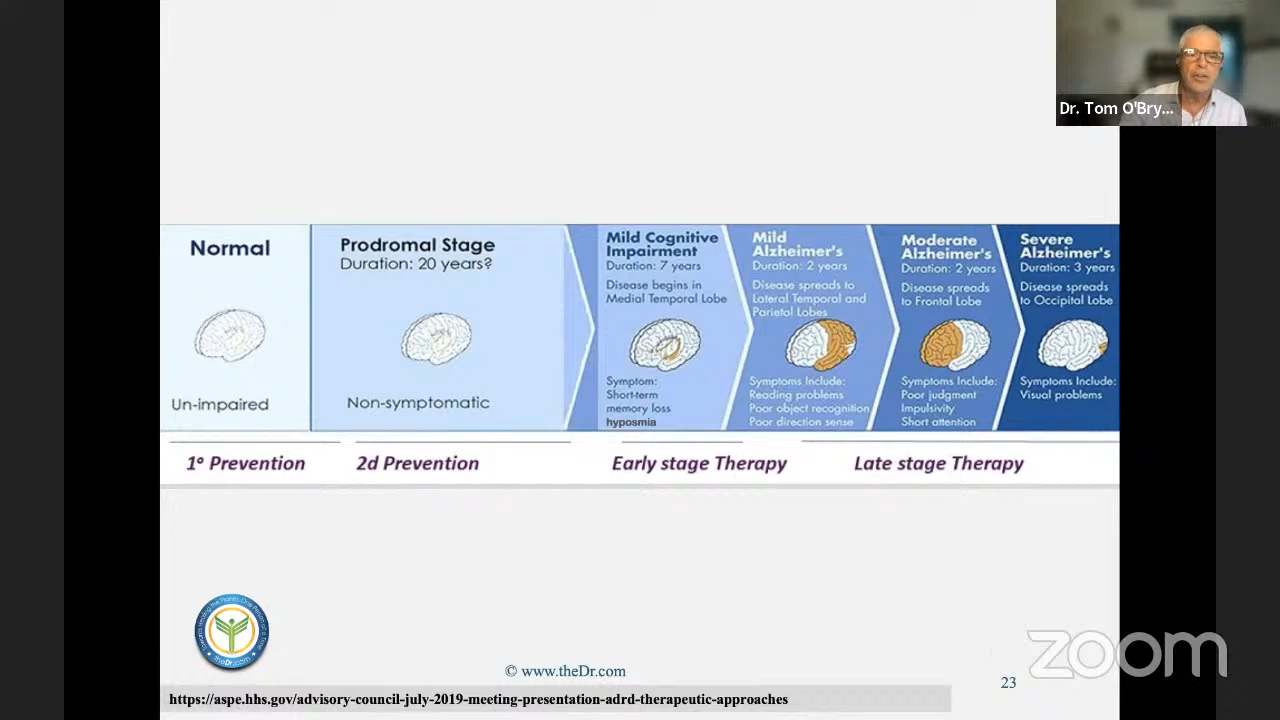 Dr. Tom O'Bry...
Normal
Un-impaired
Prodromal Stage
Duration: 20 years?
Non-symptomatic
Mild Cognitive
Impairment
Duration: 7 years
Disease begins in
Medial Temporal Lobe
Symptom:
Short-term
memory loss
hyposmia
Mild
Alzheimer's
Duration: 2 years
Disease spreads to
Lateral Temporal and
Parietal Lobes
Symptoms Include:
Reading problems
Poor object recognition
Poor direction sense
Moderate
Alzheimer's
Duration: 2 years
Disease spreads
to Frontal Lobe
Symptoms Include:
Poor judgment
Impulsivity
Short attention
Severe
Alzheimer's
Duration: 3 years
Disease spreads
to Occipital Lobe
Symptoms Include:
Visual problems
1º Prevention
2d Prevention
Early stage Therapy
Late stage Therapy
theDr.com
© www.theDr.com
23
zoom
https://aspe.hhs.gov/advisory-council-july-2019-meeting-presentation-adrd-therapeutic-approaches